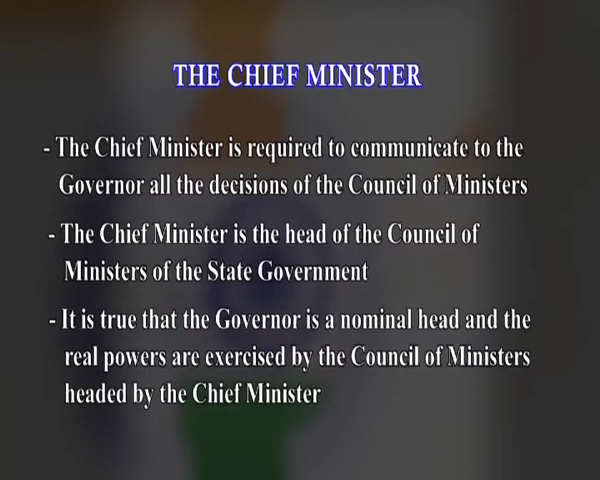 THE CHIEF MINISTER
- The Chief Minister is required to communicate to the
Governor all the decisions of the Council of Ministers
- The Chief Minister is the head of the Council of
Ministers of the State Government
- It is true that the Governor is a nominal head and the
real powers are exercised by the Council of Ministers
headed by the Chief Minister